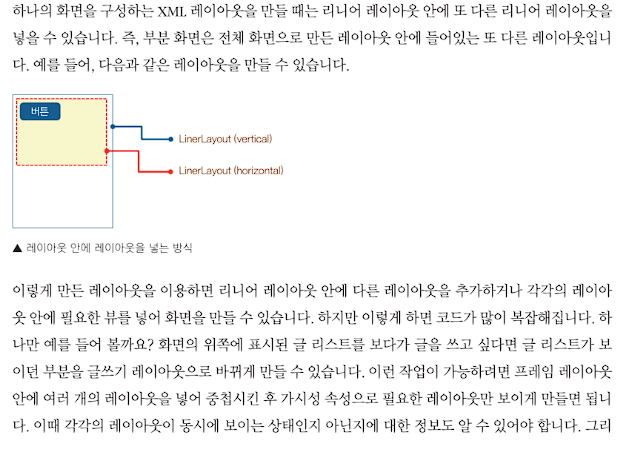 하나의 화면을 구성하는 XML 레이아웃을 만들 때는 리니어 레이아웃 안에 또 다른 리니어 레이아웃을
넣을 수 있습니다. 즉, 부분 화면은 전체 화면으로 만든 레이아웃 안에 들어있는 또 다른 레이아웃입니
다. 예를 들어, 다음과 같은 레이아웃을 만들 수 있습니다.
버튼
LinerLayout (vertical)
LinerLayout (horizontal)
▲ 레이아웃 안에 레이아웃을 넣는 방식
이렇게 만든 레이아웃을 이용하면 리니어 레이아웃 안에 다른 레이아웃을 추가하거나 각각의 레이아
웃 안에 필요한 뷰를 넣어 화면을 만들 수 있습니다. 하지만 이렇게 하면 코드가 많이 복잡해집니다. 하
나만 예를 들어 볼까요? 화면의 위쪽에 표시된 글 리스트를 보다가 글을 쓰고 싶다면 글 리스트가 보
이던 부분을 글쓰기 레이아웃으로 바뀌게 만들 수 있습니다. 이런 작업이 가능하려면 프레임 레이아웃
안에 여러 개의 레이아웃을 넣어 중첩시킨 후 가시성 속성으로 필요한 레이아웃만 보이게 만들면 됩니
다. 이때 각각의 레이아웃이 동시에 보이는 상태인지 아닌지에 대한 정보도 알 수 있어야 합니다. 그리